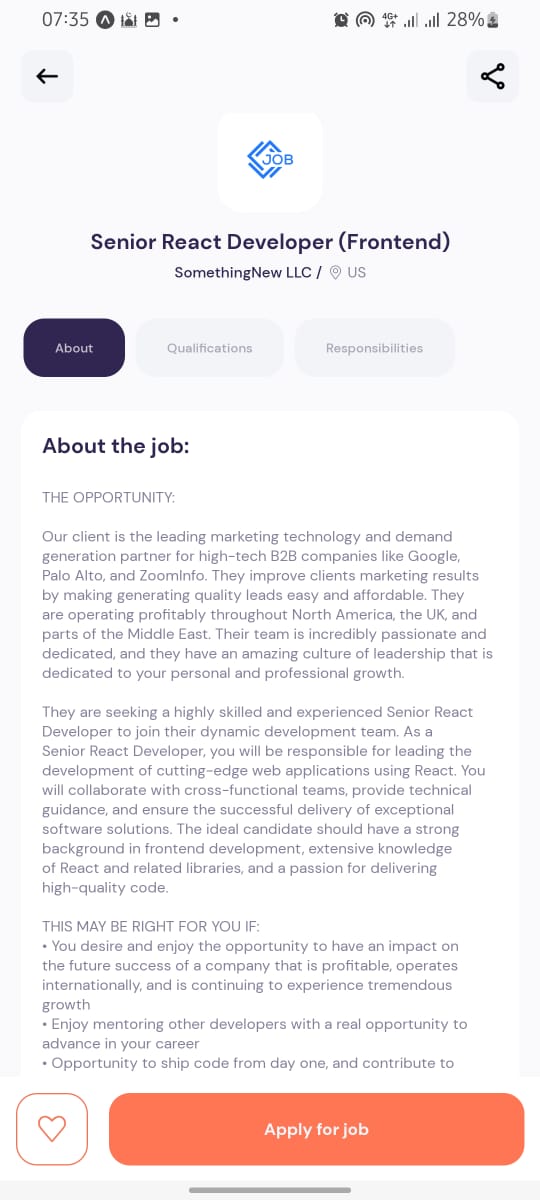 07:35
4G+
28%
JOB
Senior React Developer (Frontend)
SomethingNew LLC / US
About
Qualifications
Responsibilities
About the job:
THE OPPORTUNITY:
Our client is the leading marketing technology and demand
generation partner for high-tech B2B companies like Google,
Palo Alto, and ZoomInfo. They improve clients marketing results
by making generating quality leads easy and affordable. They
are operating profitably throughout North America, the UK, and
parts of the Middle East. Their team is incredibly passionate and
dedicated, and they have an amazing culture of leadership that is
dedicated to your personal and professional growth.
They are seeking a highly skilled and experienced Senior React
Developer to join their dynamic development team. As a
Senior React Developer, you will be responsible for leading the
development of cutting-edge web applications using React. You
will collaborate with cross-functional teams, provide technical
guidance, and ensure the successful delivery of exceptional
software solutions. The ideal candidate should have a strong
background in frontend development, extensive knowledge
of React and related libraries, and a passion for delivering
high-quality code.
THIS MAY BE RIGHT FOR YOU IF:
• You desire and enjoy the opportunity to have an impact on
the future success of a company that is profitable, operates
internationally, and is continuing to experience tremendous
growth
• Enjoy mentoring other developers with a real opportunity to
advance in your career
• Opportunity to ship code from day one, and contribute to
Apply for job